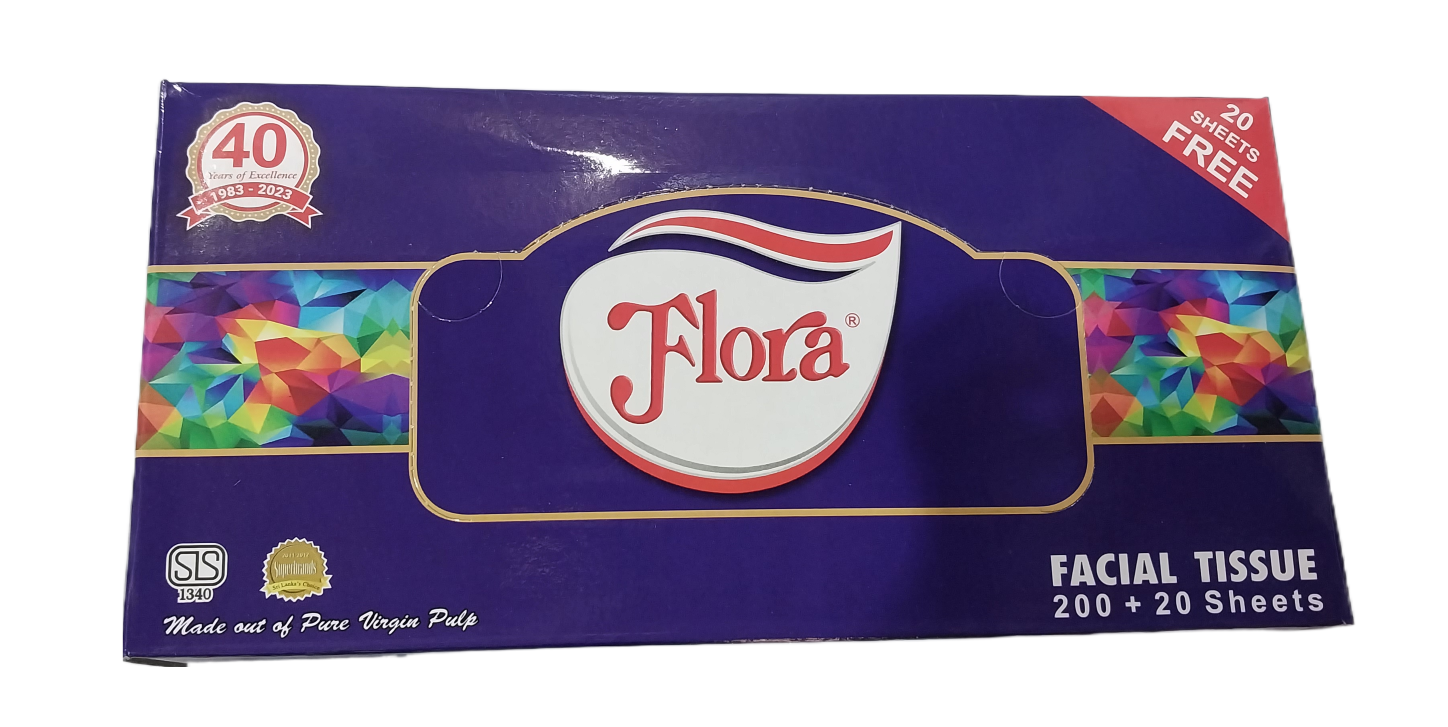 40
Years of Excellence
1983 - 2023
20
SHEETS
FREE
Flora®
SLS
1340
Superbrands
Sri Lanka's Choice
Made out of Pure Virgin Pulp
FACIAL TISSUE
200 + 20 Sheets